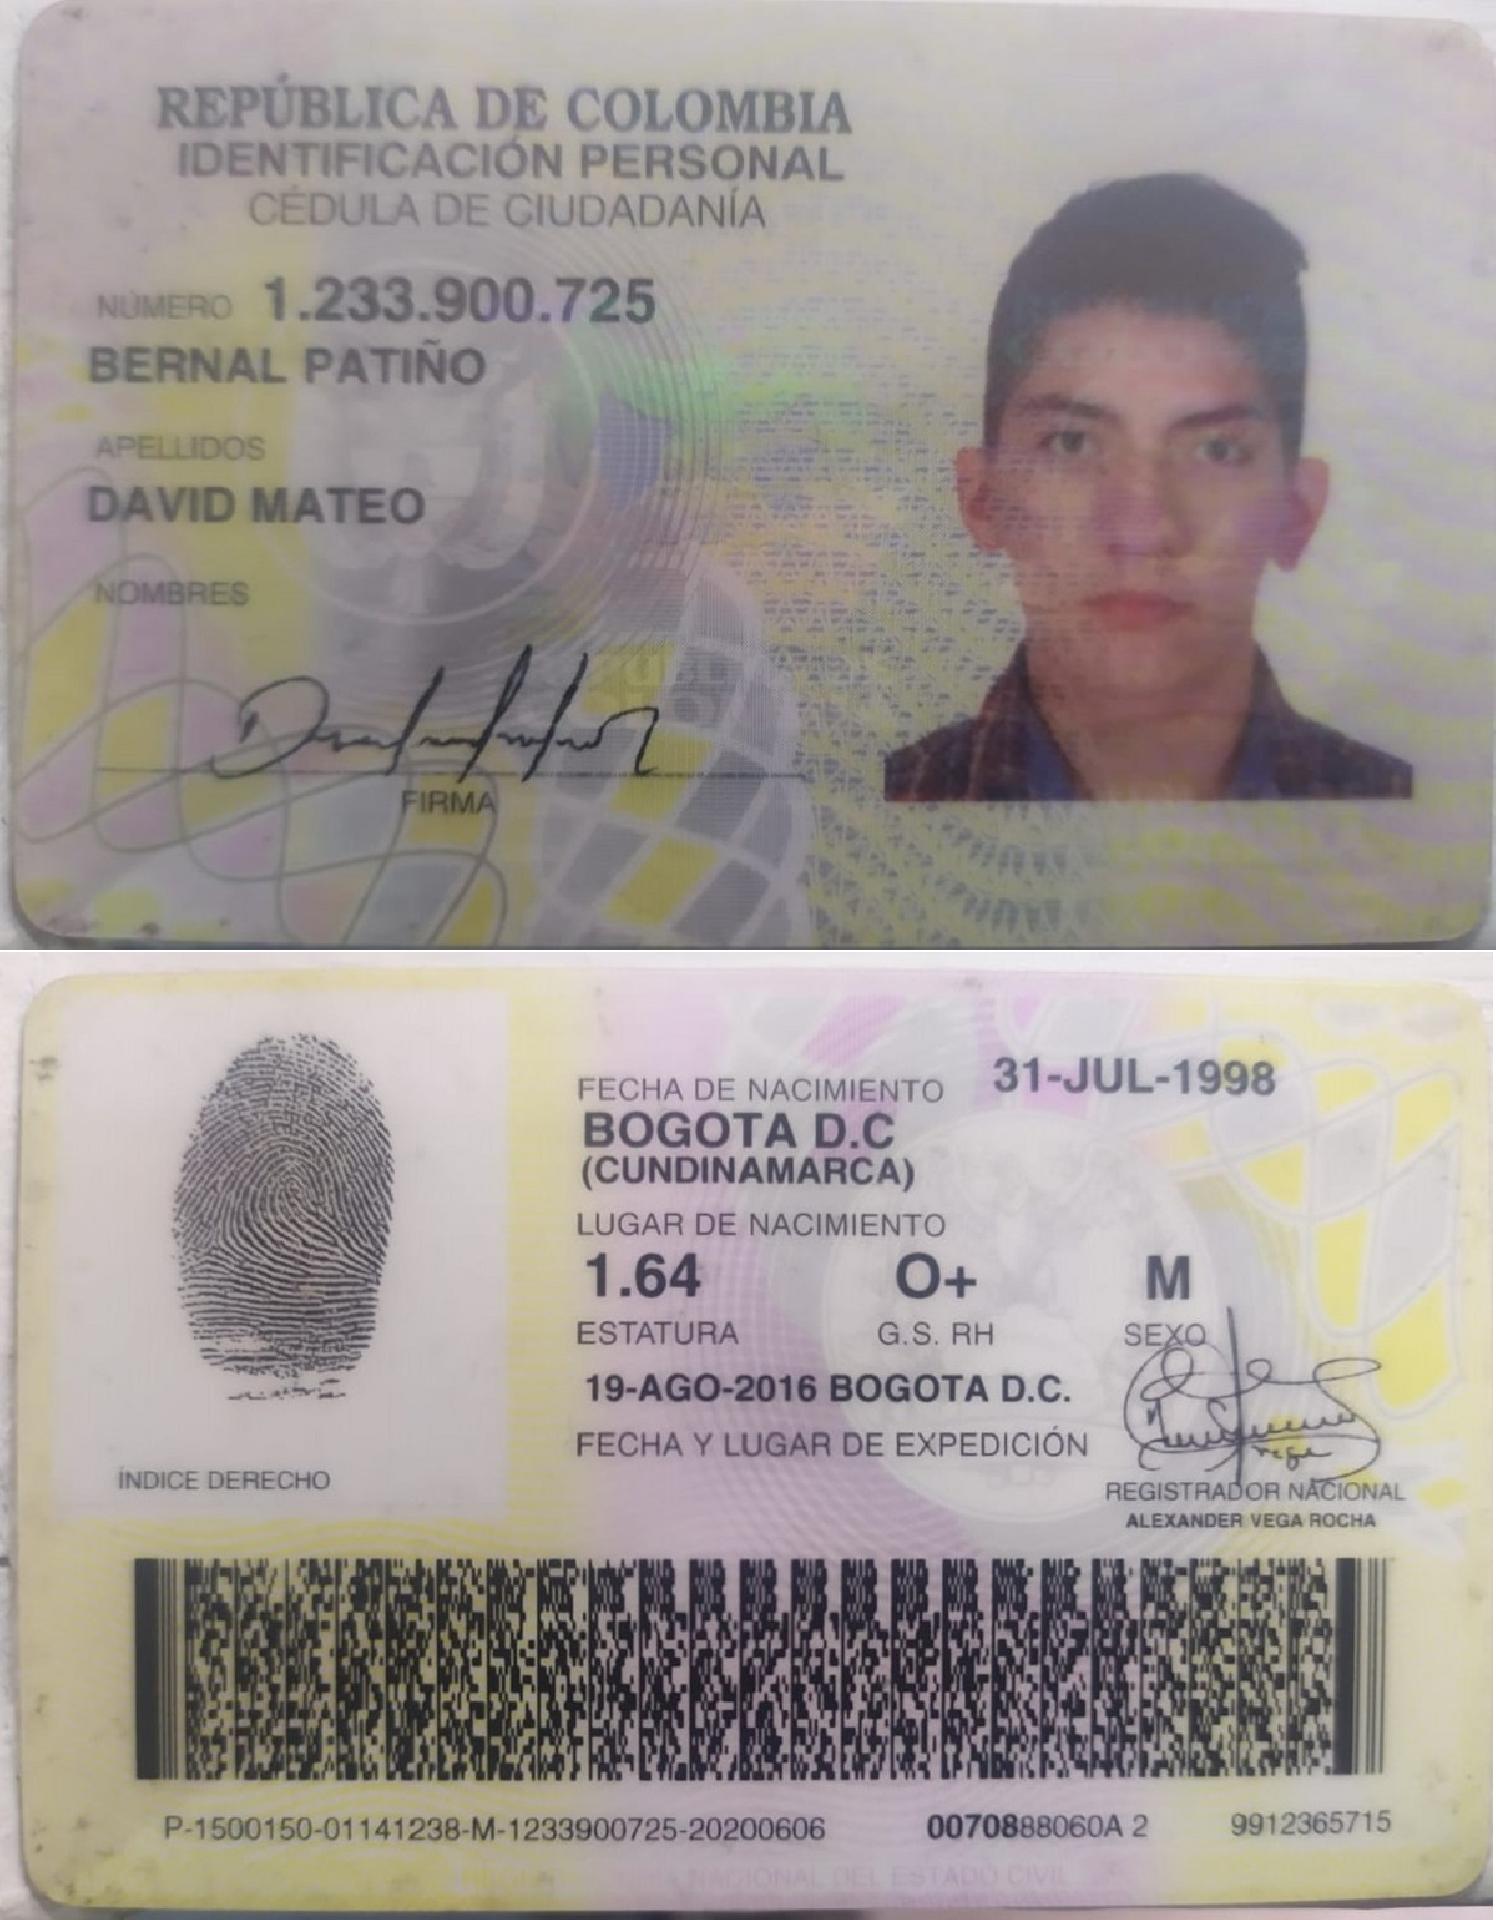 REPÚBLICA DE COLOMBIA
IDENTIFICACIÓN PERSONAL
CÉDULA DE CIUDADANÍA
NÚMERO 1.233.900.725
BERNAL PATIÑO
APELLIDOS
DAVID MATEO
NOMBRES
FIRMA
FECHA DE NACIMIENTO 31-JUL-1998
BOGOTA D.C
(CUNDINAMARCA)
LUGAR DE NACIMIENTO
1.64 O+ M
ESTATURA G.S. RH SEXO
19-AGO-2016 BOGOTA D.C.
FECHA Y LUGAR DE EXPEDICIÓN
ÍNDICE DERECHO
REGISTRADOR NACIONAL
ALEXANDER VEGA ROCHA
P-1500150-01141238-M-1233900725-20200606 0070888060A 2 9912365715
NACIONAL DEL ESTADO CIVIL